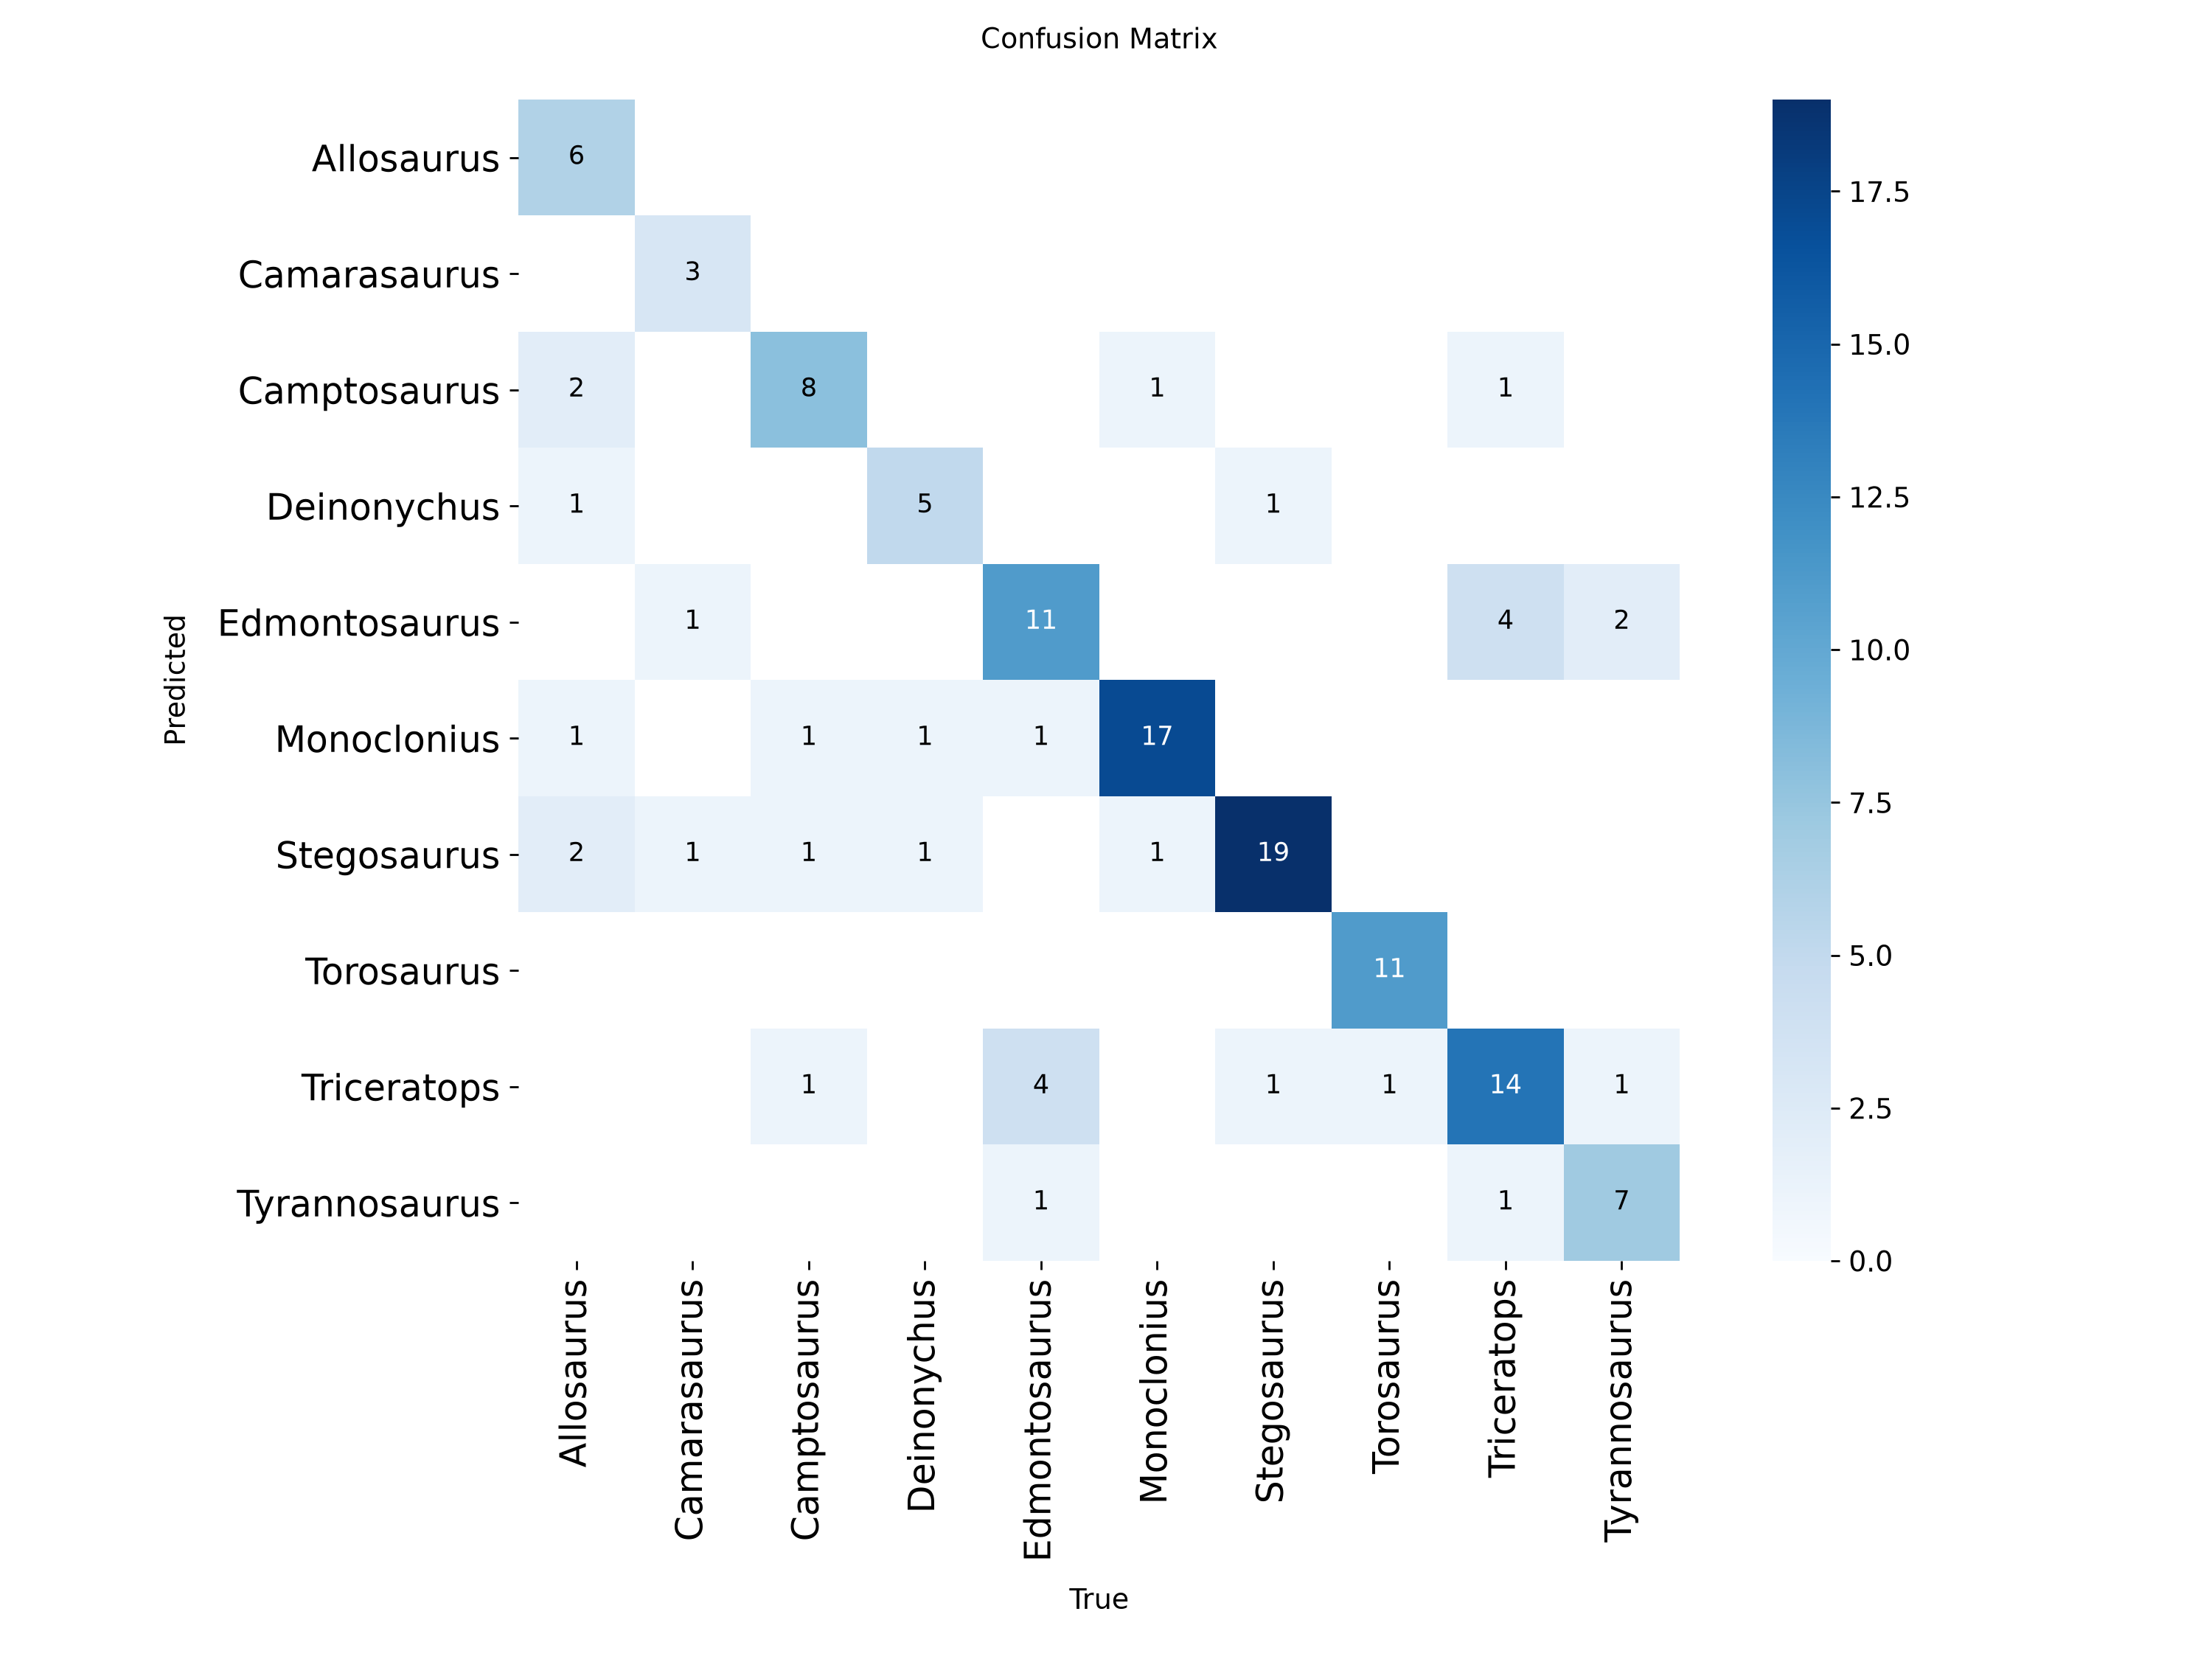 Confusion Matrix
Allosaurus 6
Camarasaurus 3
Camptosaurus 2 8 1 1
Deinonychus 1 5 1
Edmontosaurus 1 11 4 2
Monoclonius 1 1 1 1 17
Stegosaurus 2 1 1 1 1 19
Torosaurus 11
Triceratops 1 4 1 1 14 1
Tyrannosaurus 1 1 7
Predicted
Allosaurus
Camarasaurus
Camptosaurus
Deinonychus
Edmontosaurus
Monoclonius
Stegosaurus
Torosaurus
Triceratops
Tyrannosaurus
True
17.5
15.0
12.5
10.0
7.5
5.0
2.5
0.0